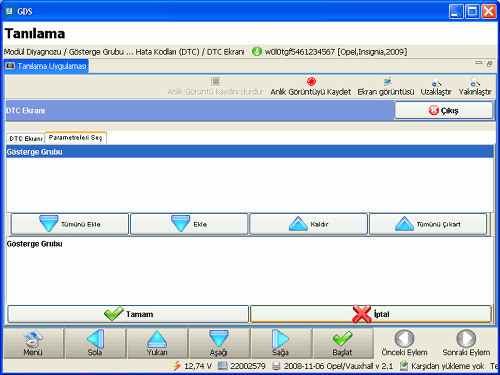 GDS
Tanılama
Modül Diyagnozu / Gösterge Grubu ... Hata Kodları (DTC) / DTC Ekranı w0l0tgf5461234567 [Opel,Insignia,2009]
Tanılama Uygulaması
Anlık Görüntü kaydını durdur Anlık Görüntüyü Kaydet Ekran görüntüsü Uzaklaştır Yakınlaştır
DTC Ekranı Çıkış
DTC Ekranı Parametreleri Seç
Gösterge Grubu
Tümünü Ekle Ekle Kaldır Tümünü Çıkart
Gösterge Grubu
Tamam İptal
Menü Sola Yukarı Aşağı Sağa Başlat Önceki Eylem Sonraki Eylem
12,74 V 22002579 2008-11-06 Opel/Vauxhall v 2.1 Karşıdan yükleme yok Te